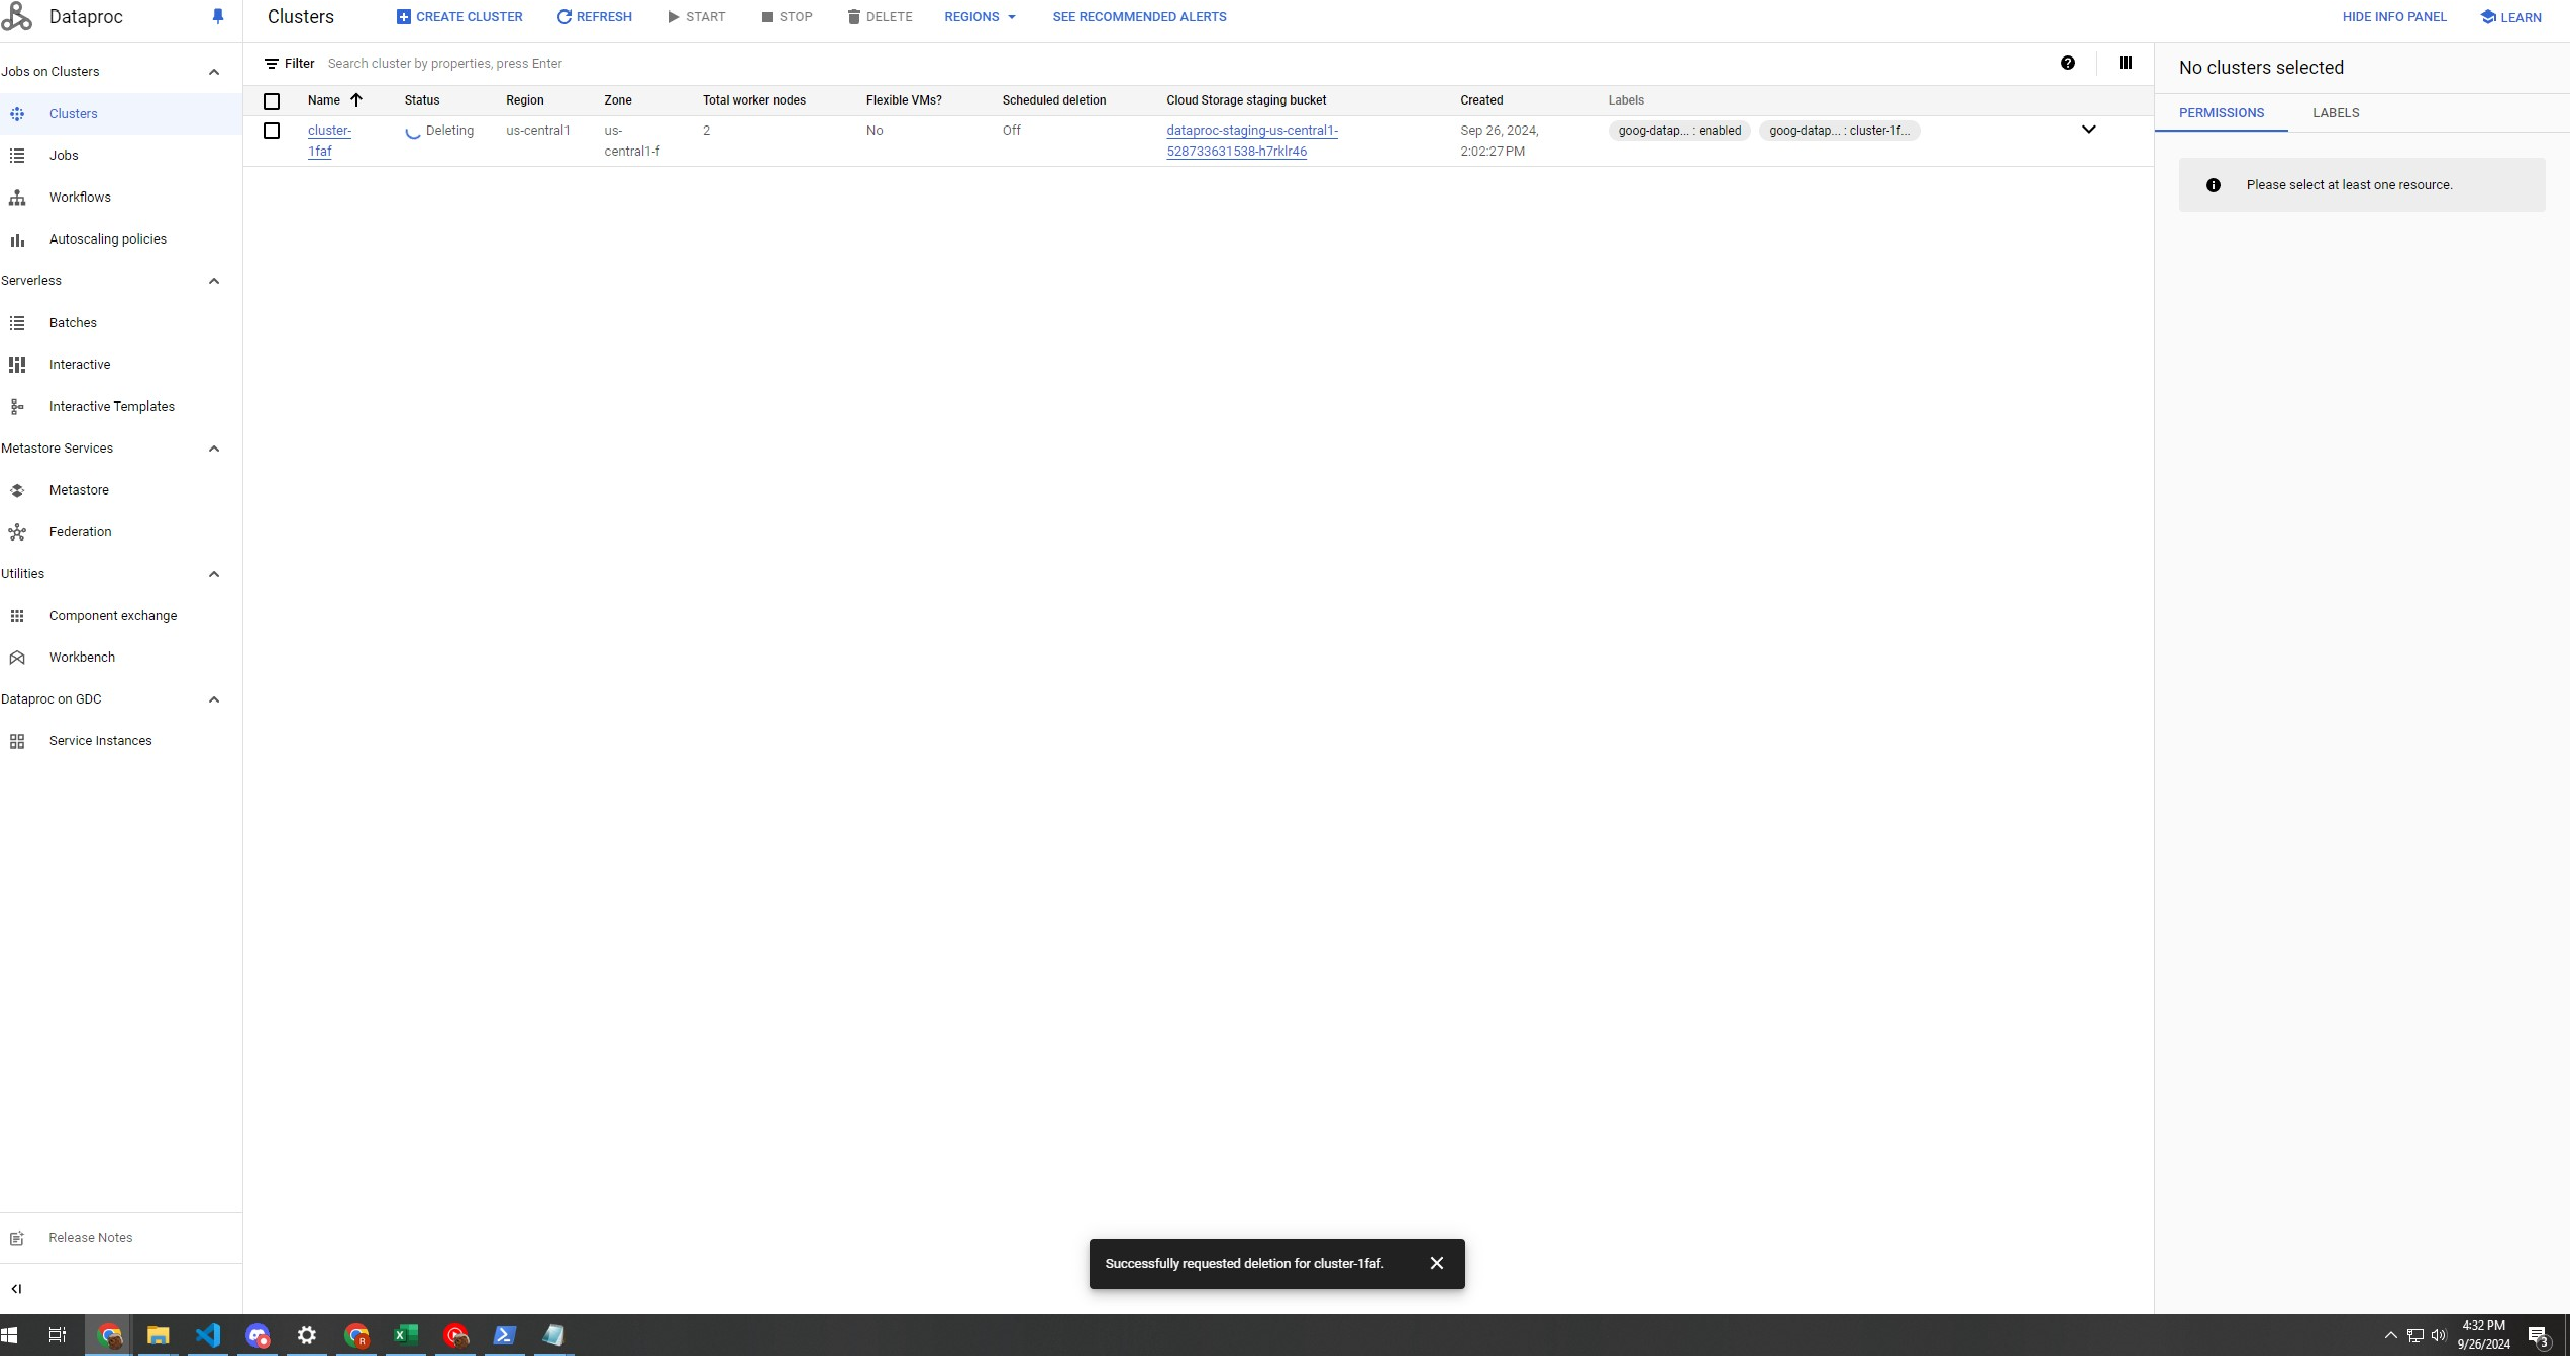 Dataproc
Clusters
CREATE CLUSTER
REFRESH
START
STOP
DELETE
REGIONS
SEE RECOMMENDED ALERTS
HIDE INFO PANEL
LEARN
Jobs on Clusters
Clusters
Jobs
Workflows
Autoscaling policies
Serverless
Batches
Interactive
Interactive Templates
Metastore Services
Metastore
Federation
Utilities
Component exchange
Workbench
Dataproc on GDC
Service Instances
Release Notes
Filter Search cluster by properties, press Enter
Name Status Region Zone Total worker nodes Flexible VMs? Scheduled deletion Cloud Storage staging bucket Created Labels
cluster-
1faf
Deleting
us-central1
us-
central1-f
2
No
Off
dataproc-staging-us-central1-
528733631538-h7rklr46
Sep 26, 2024,
2:02:27 PM
goog-datap... : enabled
goog-datap... : cluster-1f...
No clusters selected
PERMISSIONS LABELS
Please select at least one resource.
Successfully requested deletion for cluster-1faf.
4:32 PM
9/26/2024
3